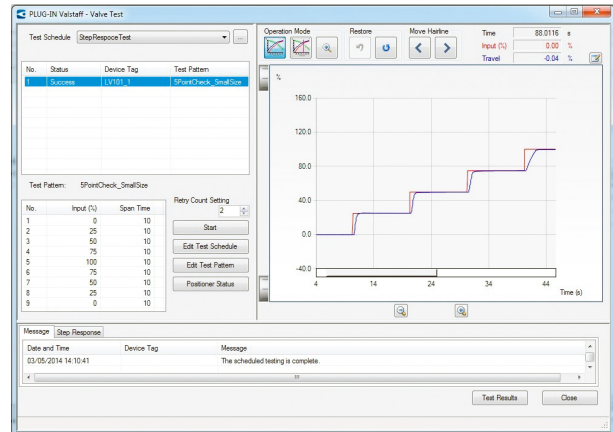 PLUG-IN Valstaff - Valve Test
Test Schedule StepRespoceTest ...
No. Status Device Tag Test Pattern
1 Success LV101_1 5PointCheck_SmallSize
Test Pattern: 5PointCheck_SmallSize
No. Input (%) Span Time
1 0 10
2 25 10
3 50 10
4 75 10
5 100 10
6 75 10
7 50 10
8 25 10
9 0 10
Retry Count Setting
2
Start
Edit Test Schedule
Edit Test Pattern
Positioner Status
Operation Mode Restore Move Hairline
Time 88.0116 s
Input (%) 0.00 %
Travel -0.04 %
%
160.0
120.0
80.0
40.0
0.0
-40.0
4 14 24 34 44
Time (s)
Message Step Response
Date and Time Device Tag Message
03/05/2014 14:10:41 The scheduled testing is complete.
Test Results Close